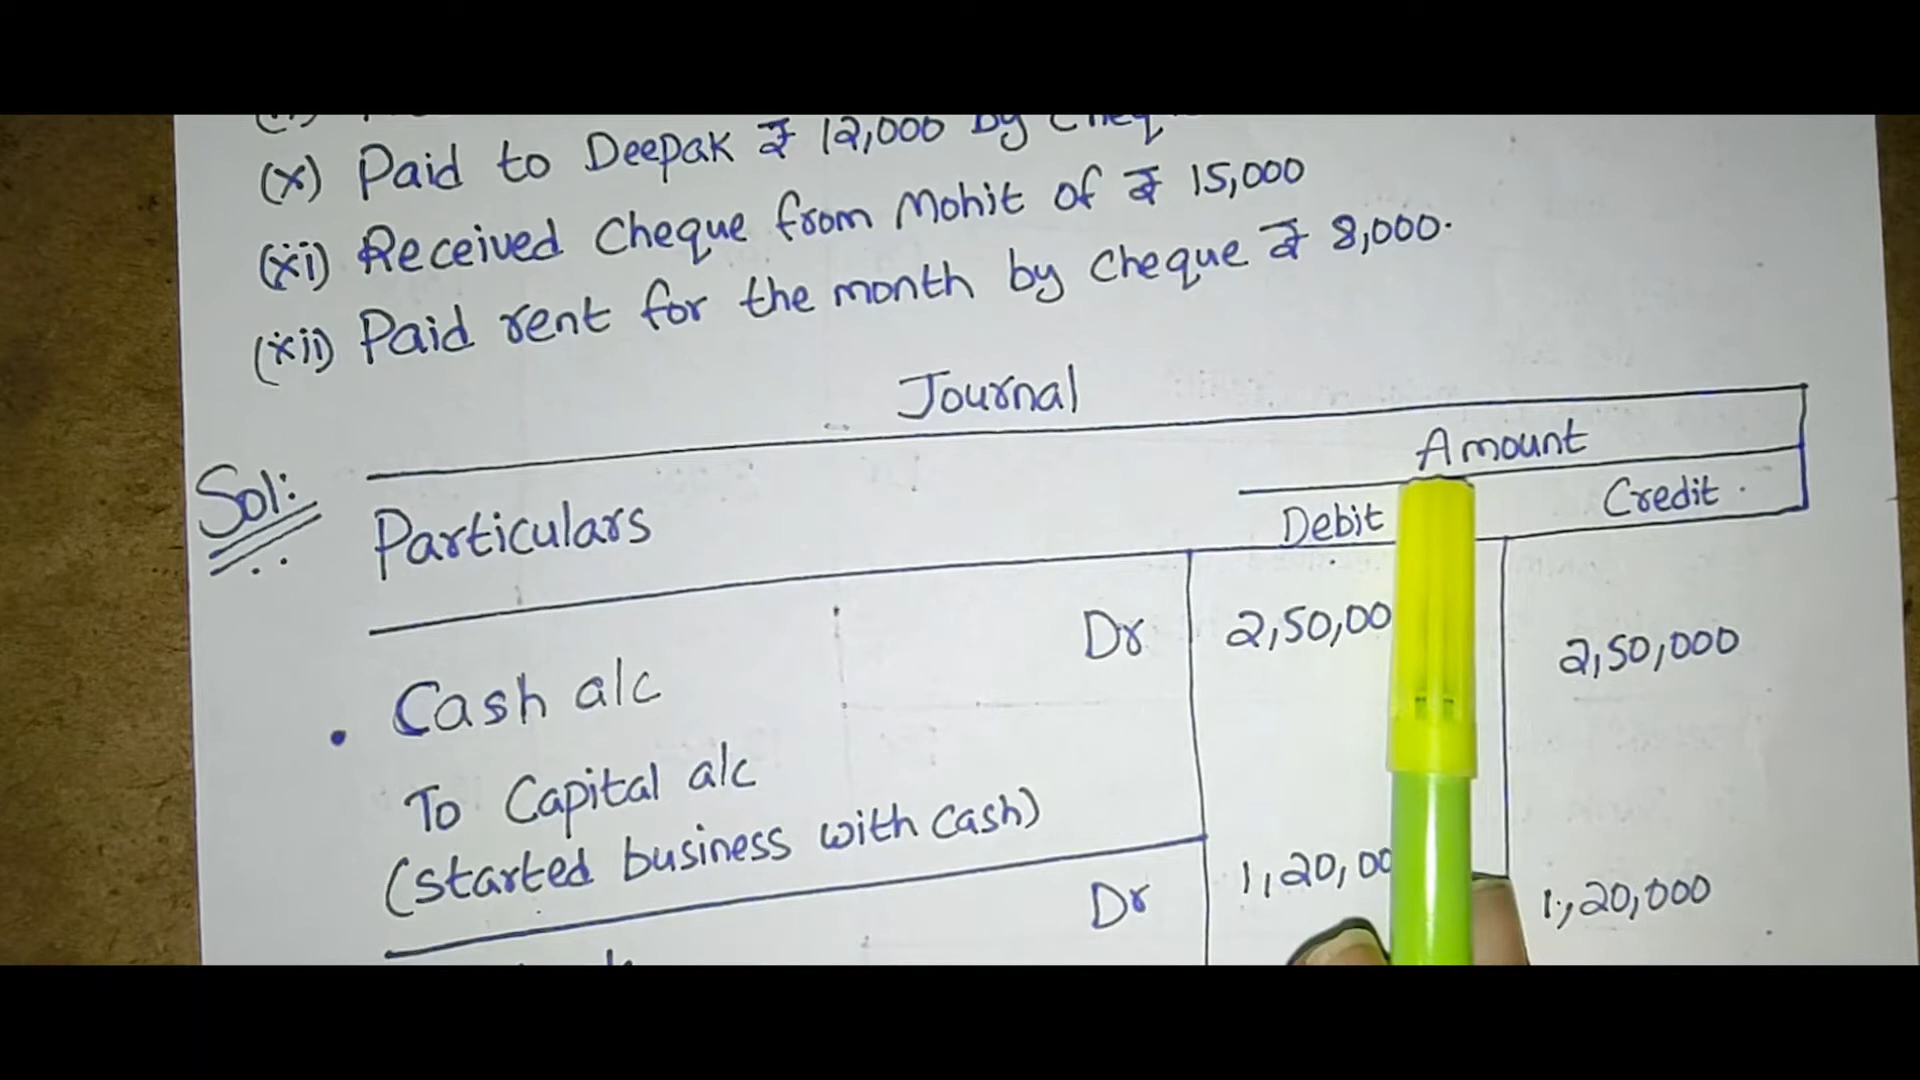 (x) Paid to Deepak ₹ 12,000 by
(xi) Received Cheque from Mohit of ₹ 15,000
(xii) Paid rent for the month by cheque ₹ 8,000.
Journal
Sol:
Amount
Particulars
Debit Credit
Cash a/c Dr 2,50,00 2,50,000
To Capital a/c
(started business with cash)
Dr 1,20,00 1,20,000